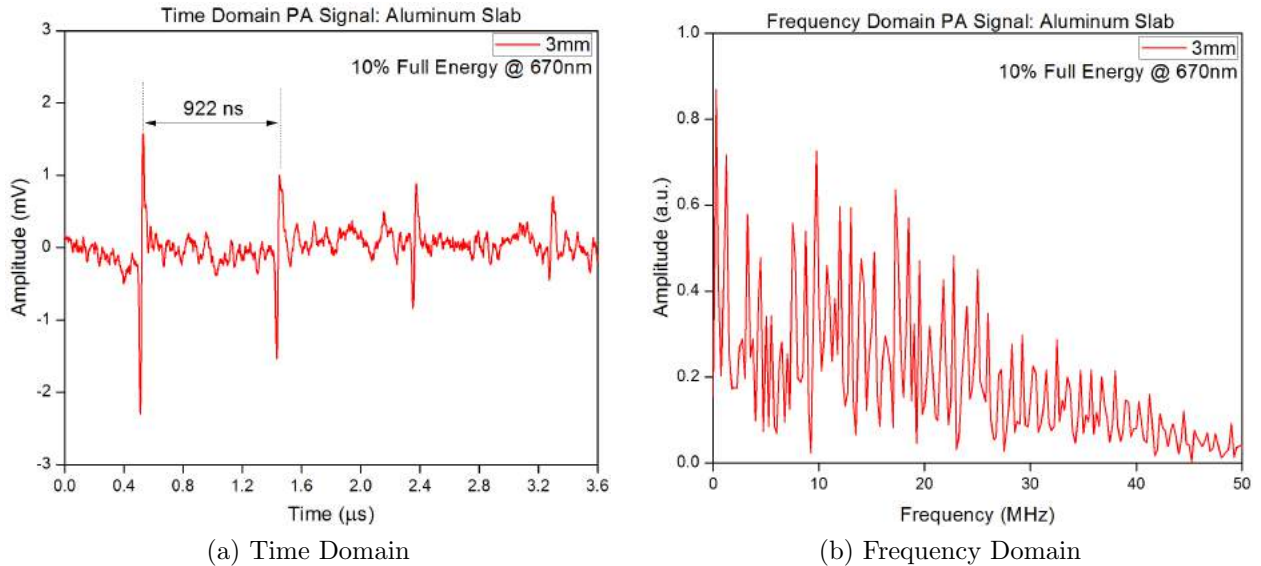 Time Domain PA Signal: Aluminum Slab
3mm
10% Full Energy @ 670nm
922 ns
3
2
1
0
-1
-2
-3
Amplitude (mV)
0.0 0.4 0.8 1.2 1.6 2.0 2.4 2.8 3.2 3.6
Time (μs)
(a) Time Domain
Frequency Domain PA Signal: Aluminum Slab
3mm
10% Full Energy @ 670nm
1.0
0.8
0.6
0.4
0.2
0.0
Amplitude (a.u.)
0 10 20 30 40 50
Frequency (MHz)
(b) Frequency Domain